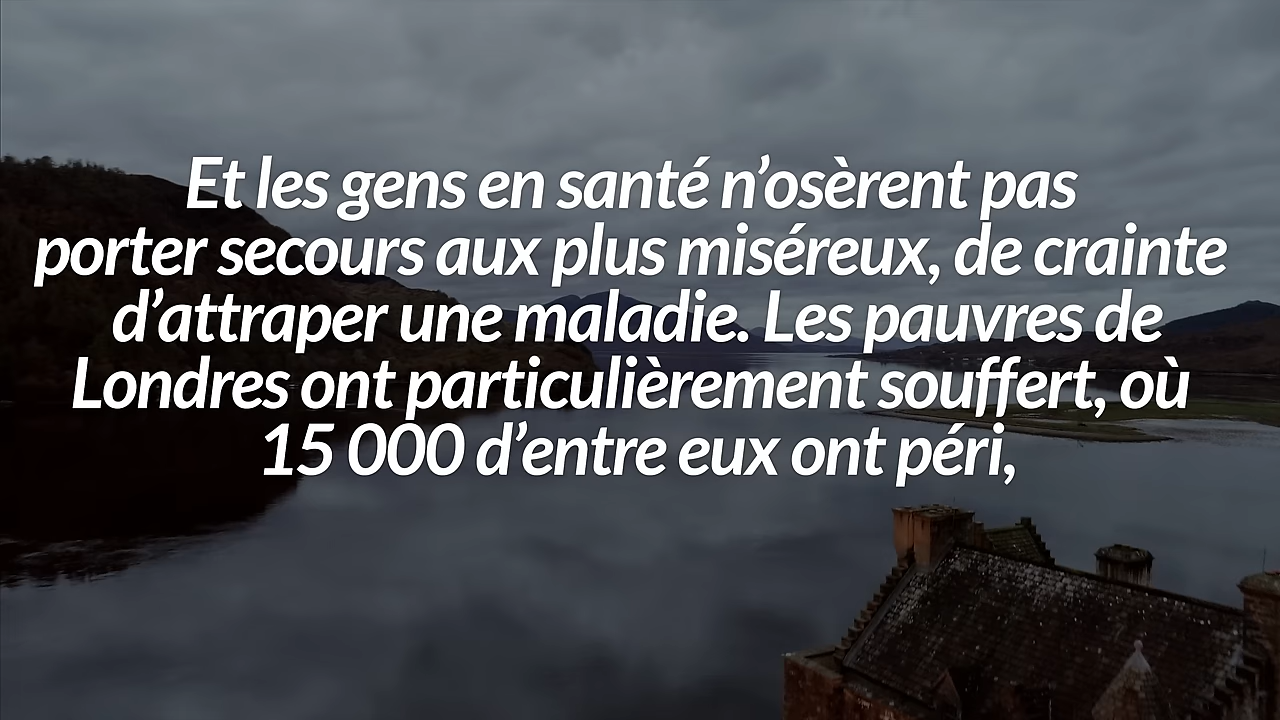 Et les gens en santé n’osèrent pas
porter secours aux plus miséreux, de crainte
d’attraper une maladie. Les pauvres de
Londres ont particulièrement souffert, où
15 000 d’entre eux ont péri,